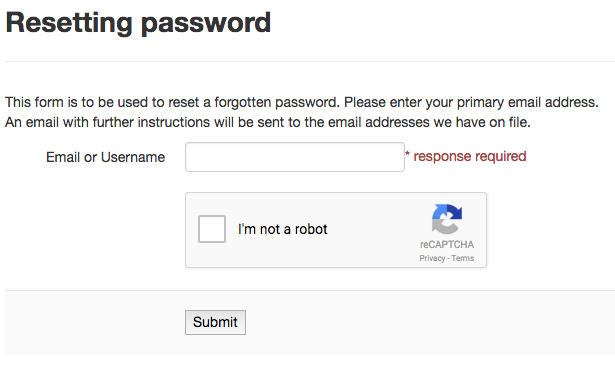 Resetting password
This form is to be used to reset a forgotten password. Please enter your primary email address.
An email with further instructions will be sent to the email addresses we have on file.
Email or Username * response required
I'm not a robot
reCAPTCHA
Privacy - Terms
Submit